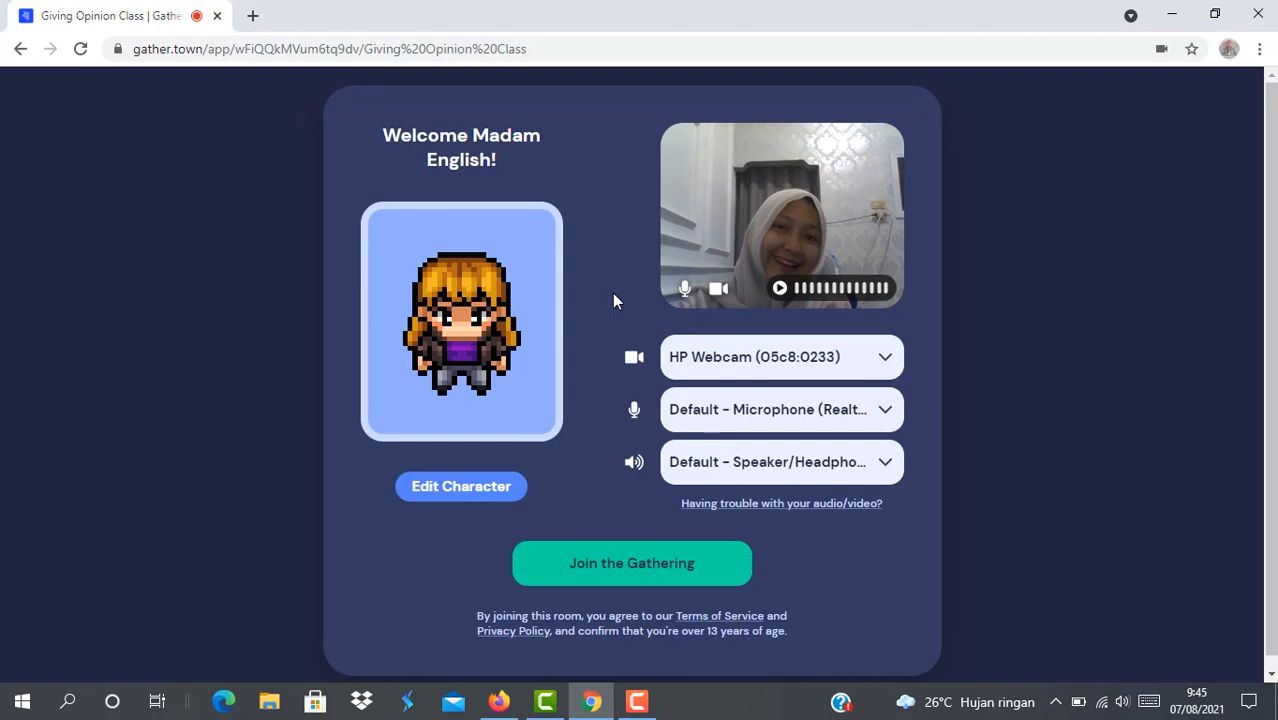 Giving Opinion Class | Gathe
gather.town/app/wFiQQkMVum6tq9dv/Giving%20Opinion%20Class
Welcome Madam
English!
HP Webcam (05c8:0233)
Default - Microphone (Realt...
Default - Speaker/Headpho...
Edit Character
Having trouble with your audio/video?
Join the Gathering
By joining this room, you agree to our Terms of Service and
Privacy Policy, and confirm that you're over 13 years of age.
26°C Hujan ringan
9:45
07/08/2021